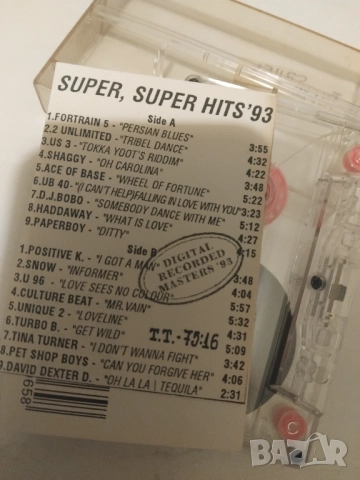 SUPER, SUPER HITS '93
Side A
1.FORTRAIN 5 - "PERSIAN BLUES" 3:55
2.2 UNLIMITED - "TRIBEL DANCE" 4:32
3.US 3 - "TOKKA YDOT'S RIDDIM" 4:22
4.SHAGGY - "OH CAROLINA" 3:48
5.ACE OF BASE - "WHEEL OF FORTUNE" 5:22
6.UB 40 - "(I CAN'T HELP)FALLING IN LOVE WITH YOU" 3:23
7.D.J.BOBO - "SOMEBODY DANCE WITH ME" 5:12
8.HADDAWAY - "WHAT IS LOVE" 4:27
9.PAPERBOY - "DITTY" 4:15
Side B
1.POSITIVE K. - "I GOT A MAN" 3:48
2.SNOW - "INFORMER" 4:04
3.U 96 - "LOVE SEES NO COLOUR" 5:57
4.CULTURE BEAT - "MR.VAIN" 5:32
5.UNIQUE 2 - "LOVELINE" 4:31
6.TURBO B. - "GET WILD" 5:09
7.TINA TURNER - "I DON'T WANNA FIGHT" 3:42
8.PET SHOP BOYS - "CAN YOU FORGIVE HER" 4:06
9.DAVID DEXTER D. - "OH LA LA \ TEQUILA" 2:31
DIGITAL
RECORDED
MASTERS '93
T.T.-75:16
658
C
BAZAR